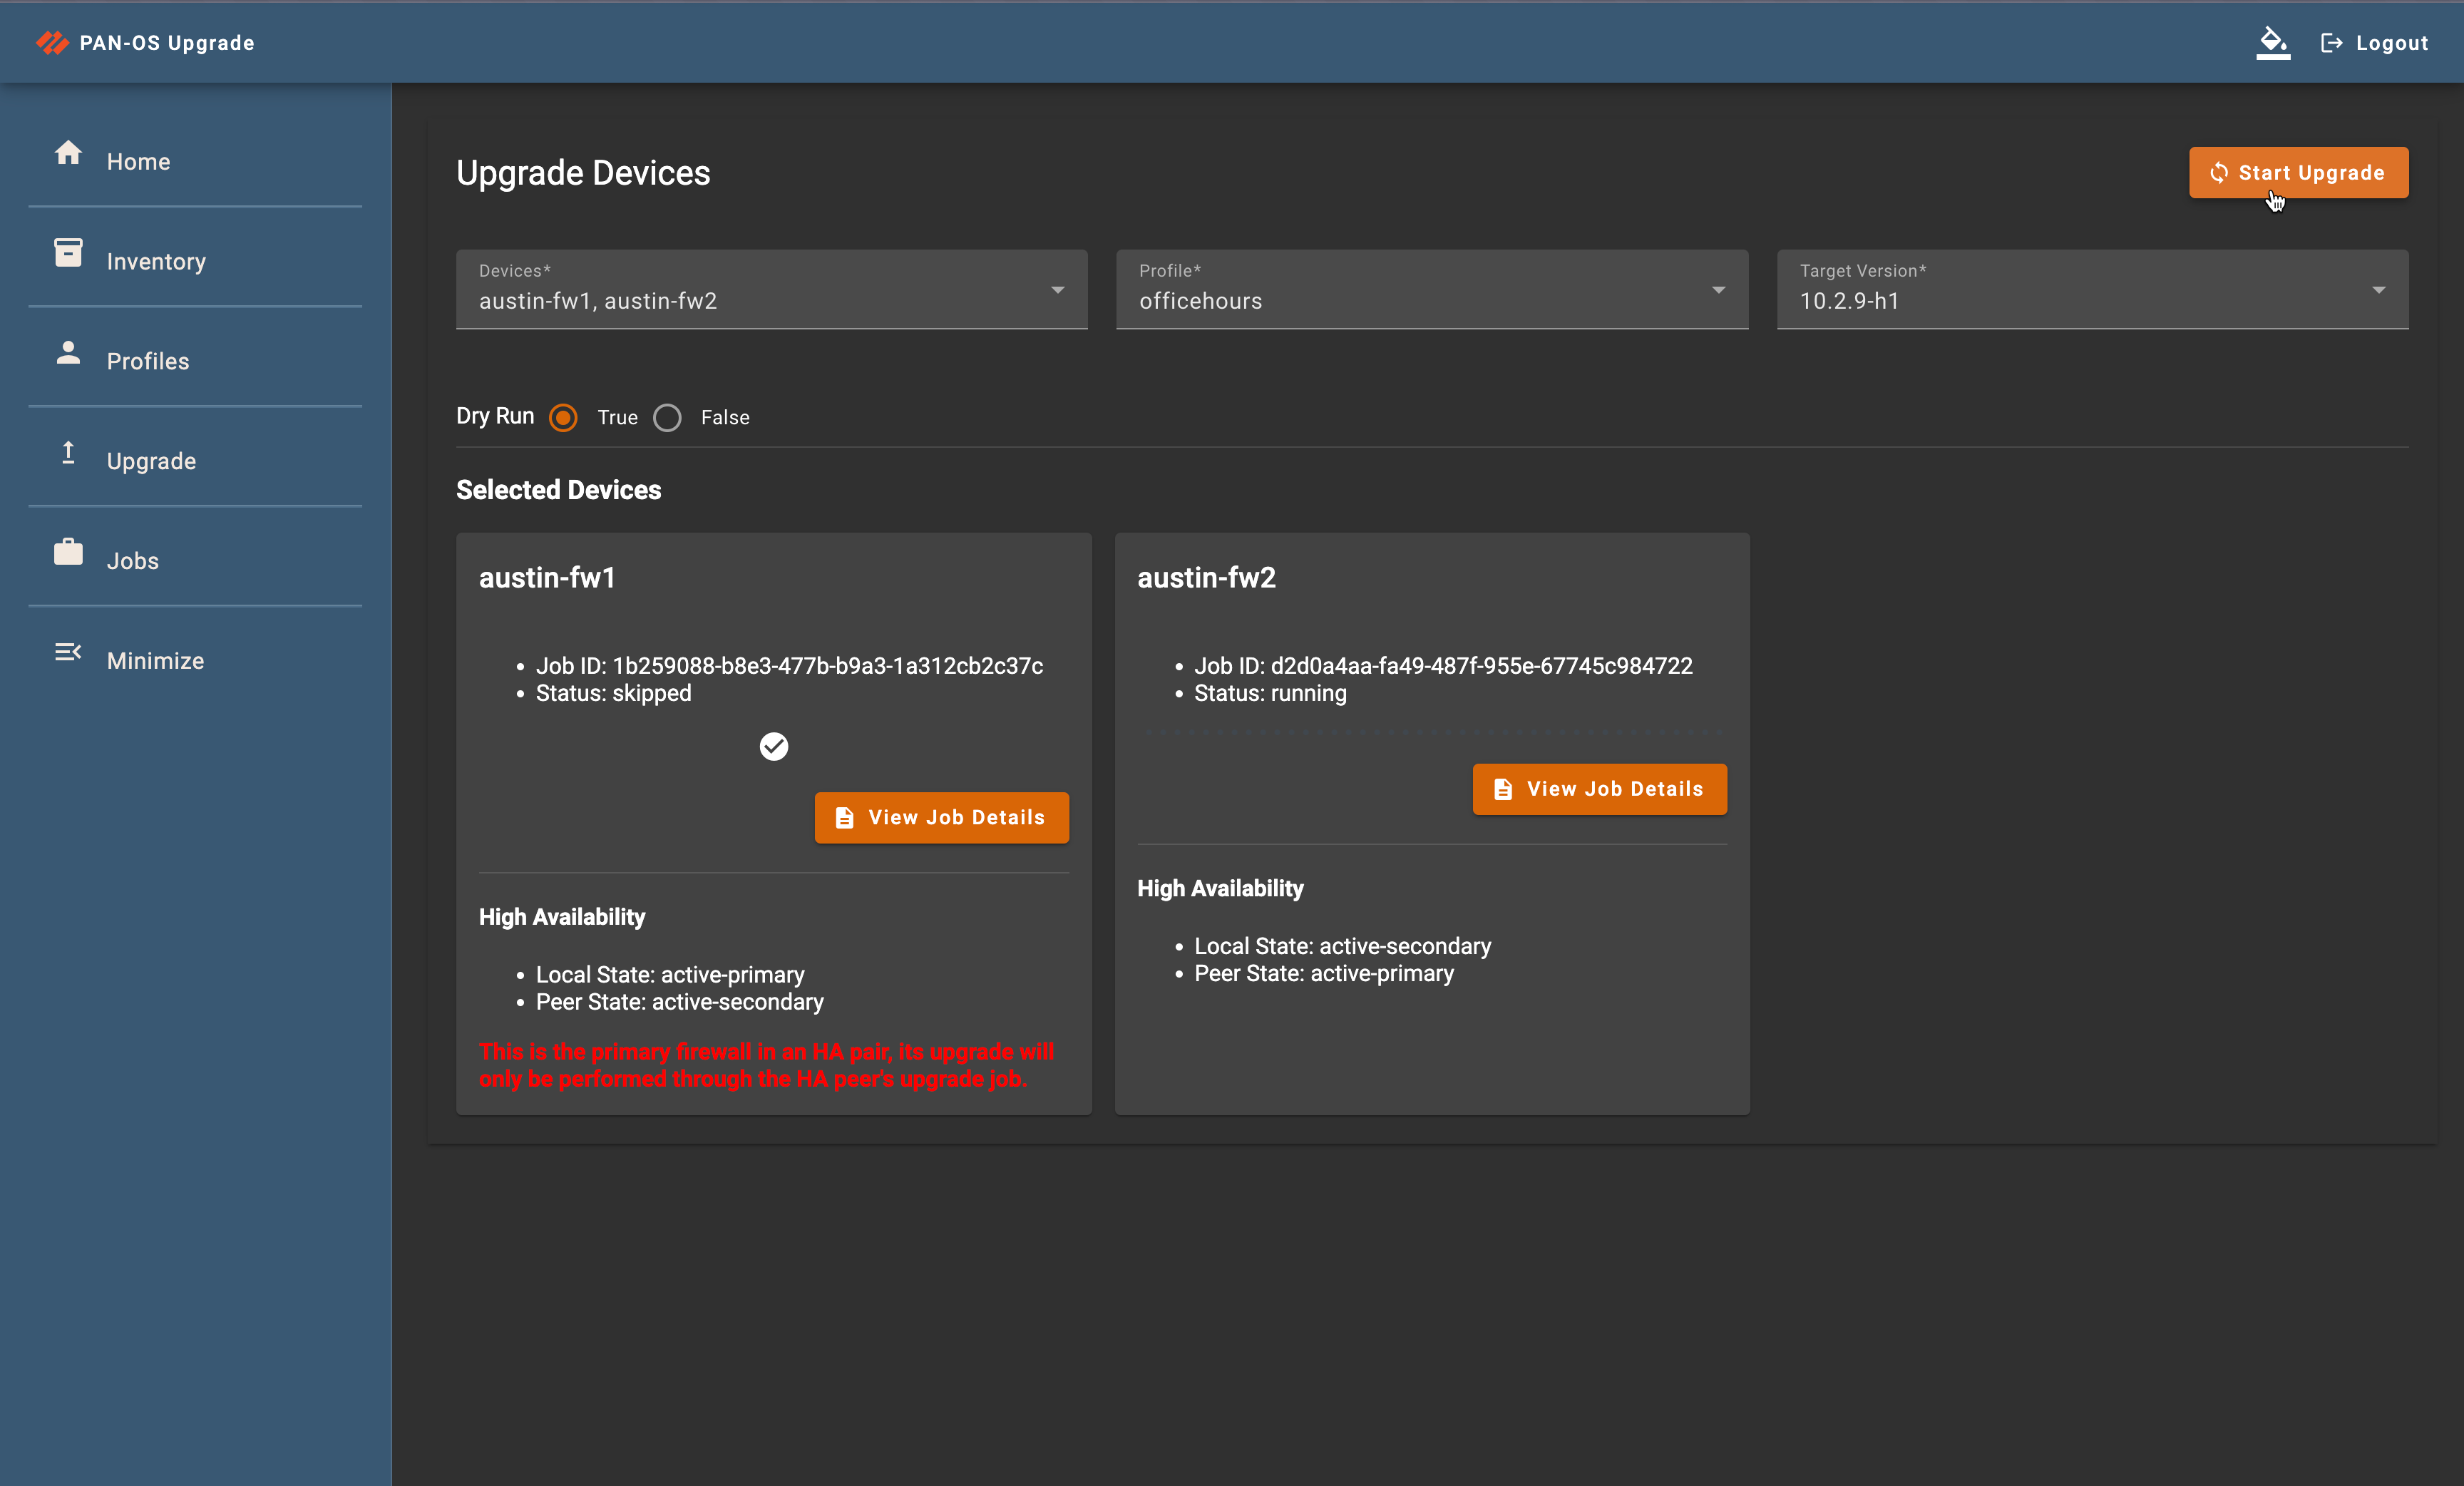 PAN-OS Upgrade
Logout
Home
Inventory
Profiles
Upgrade
Jobs
Minimize
Upgrade Devices
Start Upgrade
Devices*
austin-fw1, austin-fw2
Profile*
officehours
Target Version*
10.2.9-h1
Dry Run
True
False
Selected Devices
austin-fw1
• Job ID: 1b259088-b8e3-477b-b9a3-1a312cb2c37c
• Status: skipped
View Job Details
High Availability
• Local State: active-primary
• Peer State: active-secondary
This is the primary firewall in an HA pair, its upgrade will
only be performed through the HA peer's upgrade job.
austin-fw2
• Job ID: d2d0a4aa-fa49-487f-955e-67745c984722
• Status: running
View Job Details
High Availability
• Local State: active-secondary
• Peer State: active-primary